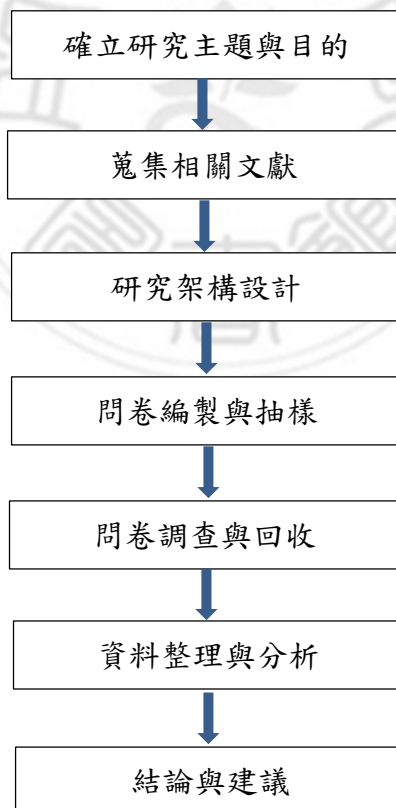 確立研究主題與目的
蒐集相關文獻
研究架構設計
問卷編製與抽樣
問卷調查與回收
資料整理與分析
結論與建議